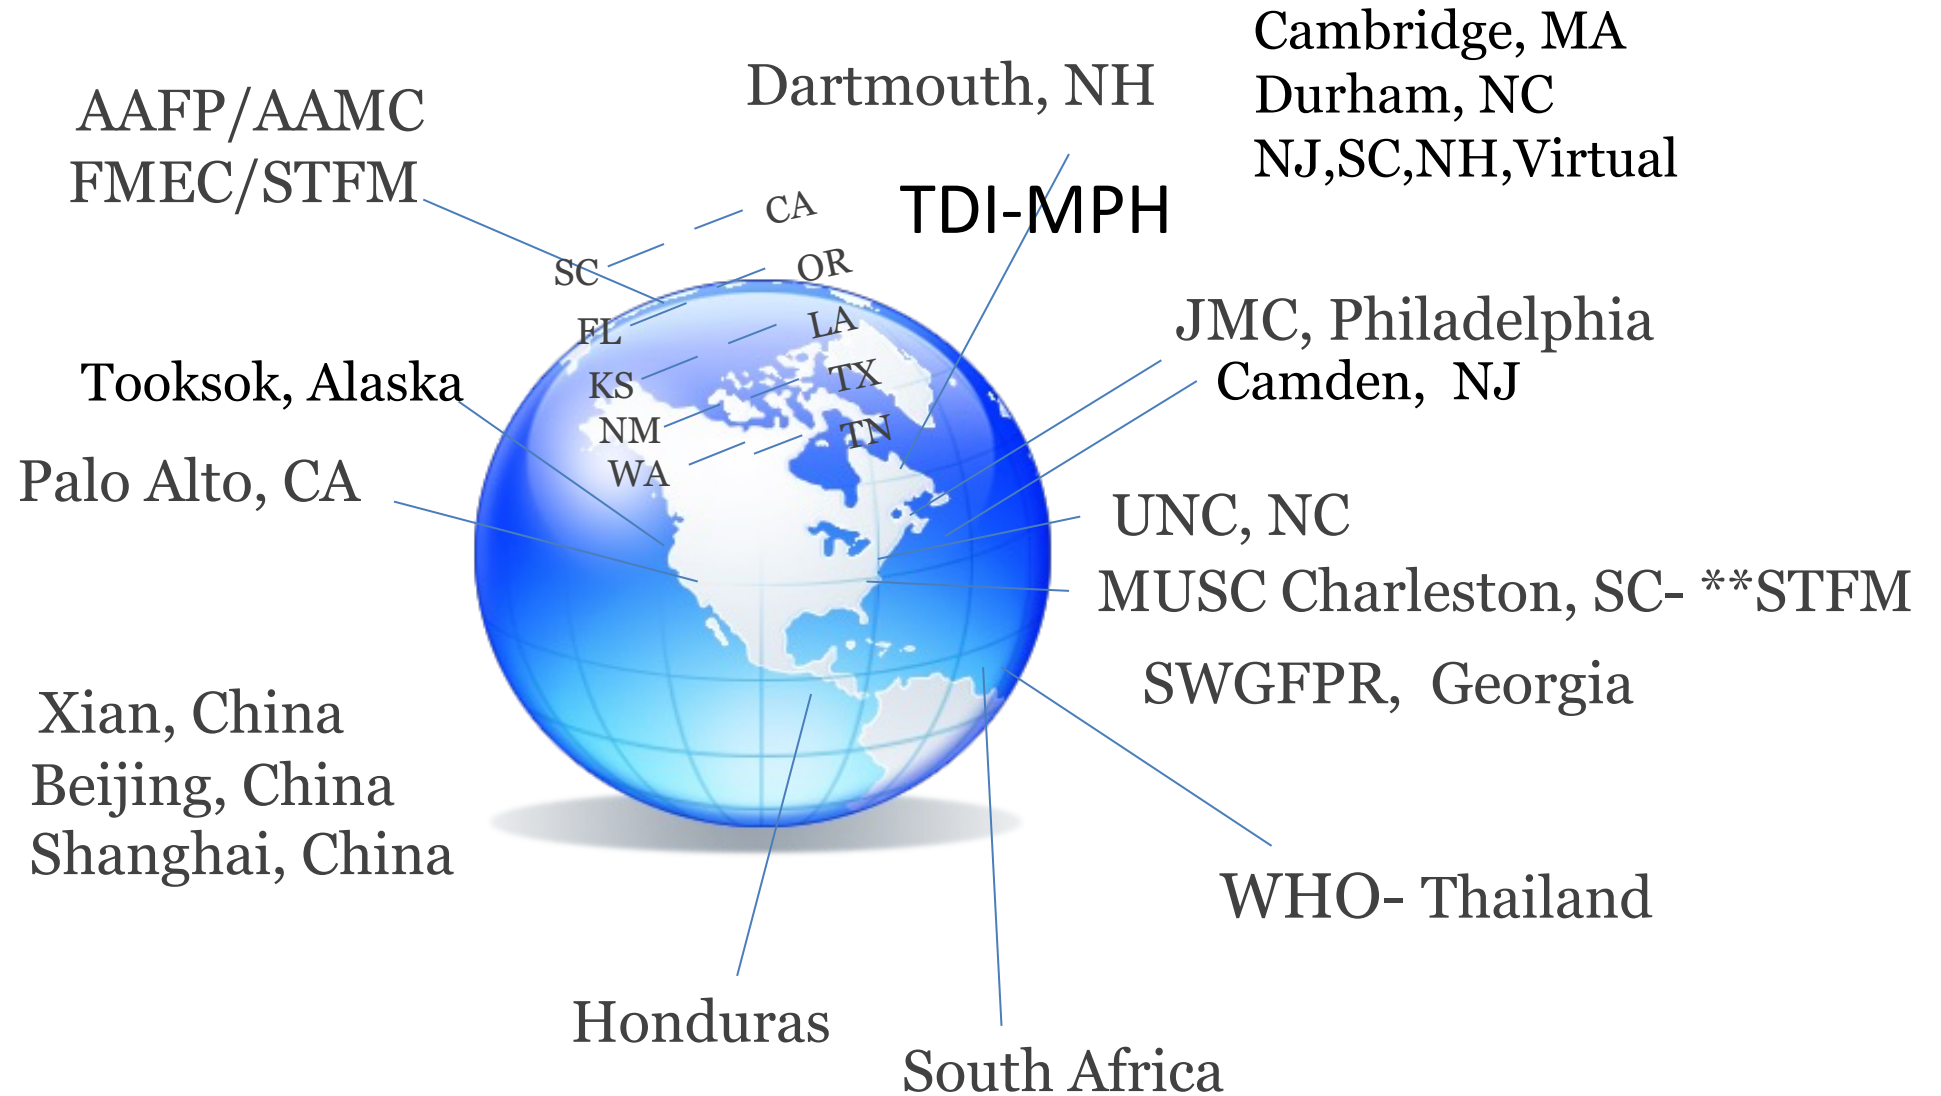 Cambridge, MA
Durham, NC
NJ,SC,NH,Virtual
Dartmouth, NH
TDI-MPH
AAFP/AAMC
FMEC/STFM
CA
SC
OR
FL
LA
KS
TX
NM
TN
WA
Tooksok, Alaska
Palo Alto, CA
JMC, Philadelphia
Camden, NJ
UNC, NC
MUSC Charleston, SC- **STFM
SWGFPR, Georgia
Xian, China
Beijing, China
Shanghai, China
WHO- Thailand
Honduras
South Africa